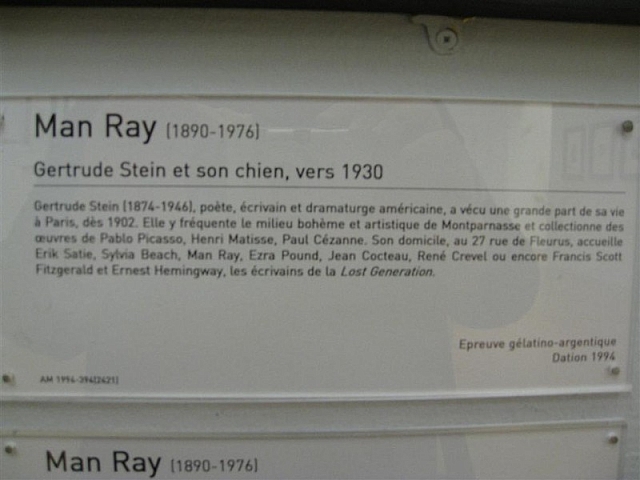 Man Ray (1890-1976)
Gertrude Stein et son chien, vers 1930
Gertrude Stein (1874-1946), poète, écrivain et dramaturge américaine, a vécu une grande part de sa vie
à Paris, dès 1902. Elle y fréquente le milieu bohème et artistique de Montparnasse et collectionne des
œuvres de Pablo Picasso, Henri Matisse, Paul Cézanne. Son domicile, au 27 rue de Fleurus, accueille
Erik Satie, Sylvia Beach, Man Ray, Ezra Pound, Jean Cocteau, René Crevel ou encore Francis Scott
Fitzgerald et Ernest Hemingway, les écrivains de la Lost Generation.
Epreuve gélatino-argentique
Dation 1994
AM 1994-394(2421)
Man Ray (1890-1976)